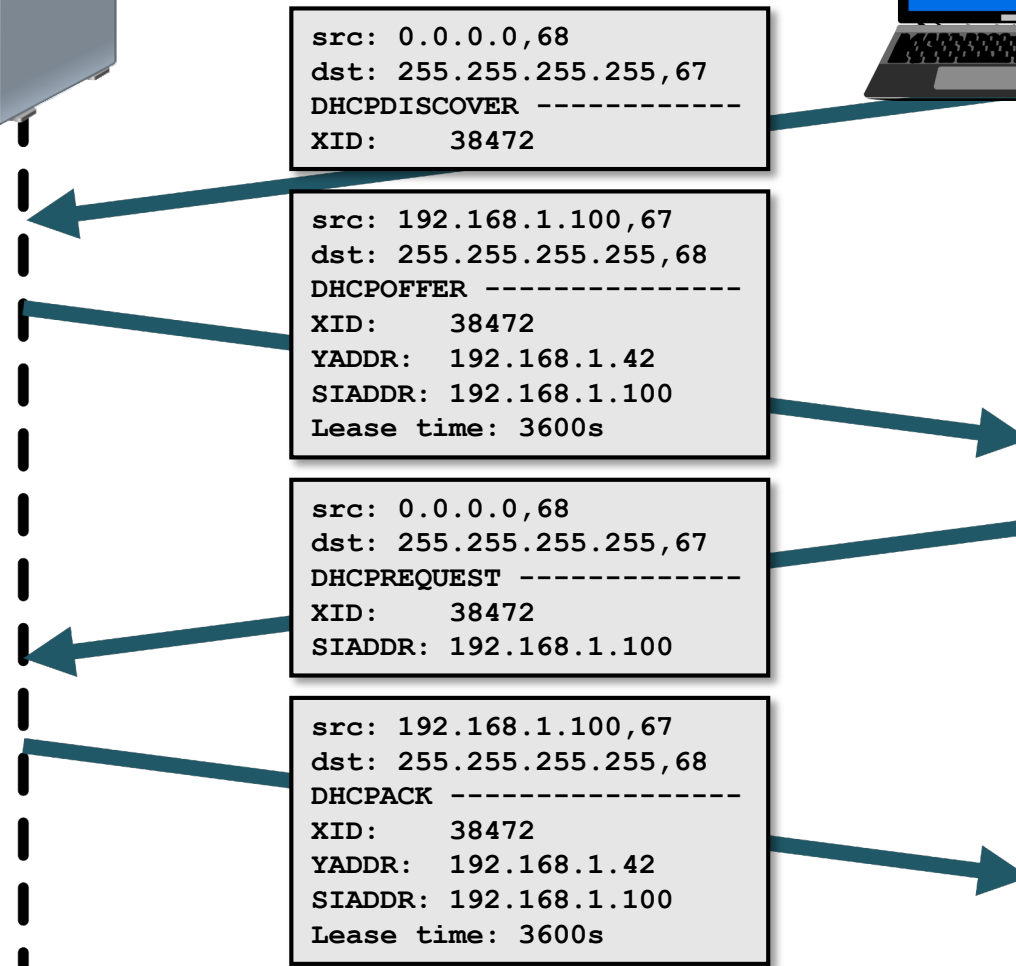 src: 0.0.0.0,68
dst: 255.255.255.255,67
DHCPDISCOVER ------------
XID:    38472
src: 192.168.1.100,67
dst: 255.255.255.255,68
DHCPOFFER ---------------
XID:    38472
YADDR:  192.168.1.42
SIADDR: 192.168.1.100
Lease time: 3600s
src: 0.0.0.0,68
dst: 255.255.255.255,67
DHCPREQUEST -------------
XID:    38472
SIADDR: 192.168.1.100
src: 192.168.1.100,67
dst: 255.255.255.255,68
DHCPACK -----------------
XID:    38472
YADDR:  192.168.1.42
SIADDR: 192.168.1.100
Lease time: 3600s